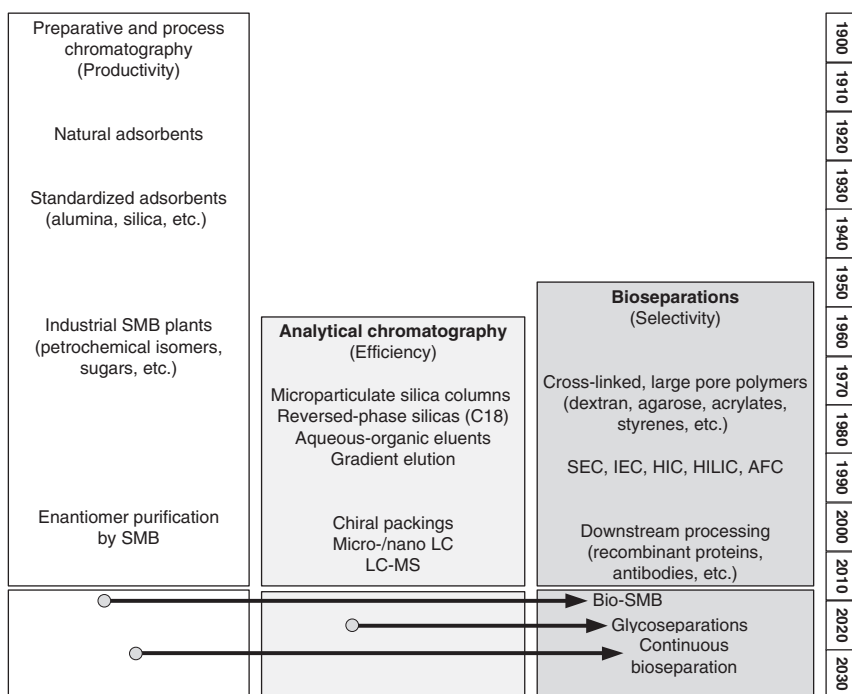 Preparative and process
chromatography
(Productivity)
Natural adsorbents
Standardized adsorbents
(alumina, silica, etc.)
Industrial SMB plants
(petrochemical isomers,
sugars, etc.)
Enantiomer purification
by SMB
Analytical chromatography
(Efficiency)
Microparticulate silica columns
Reversed-phase silicas (C18)
Aqueous-organic eluents
Gradient elution
Chiral packings
Micro-/nano LC
LC-MS
Bioseparations
(Selectivity)
Cross-linked, large pore polymers
(dextran, agarose, acrylates,
styrenes, etc.)
SEC, IEC, HIC, HILIC, AFC
Downstream processing
(recombinant proteins,
antibodies, etc.)
Bio-SMB
Glycoseparations
Continuous
bioseparation
1900
1910
1920
1930
1940
1950
1960
1970
1980
1990
2000
2010
2020
2030